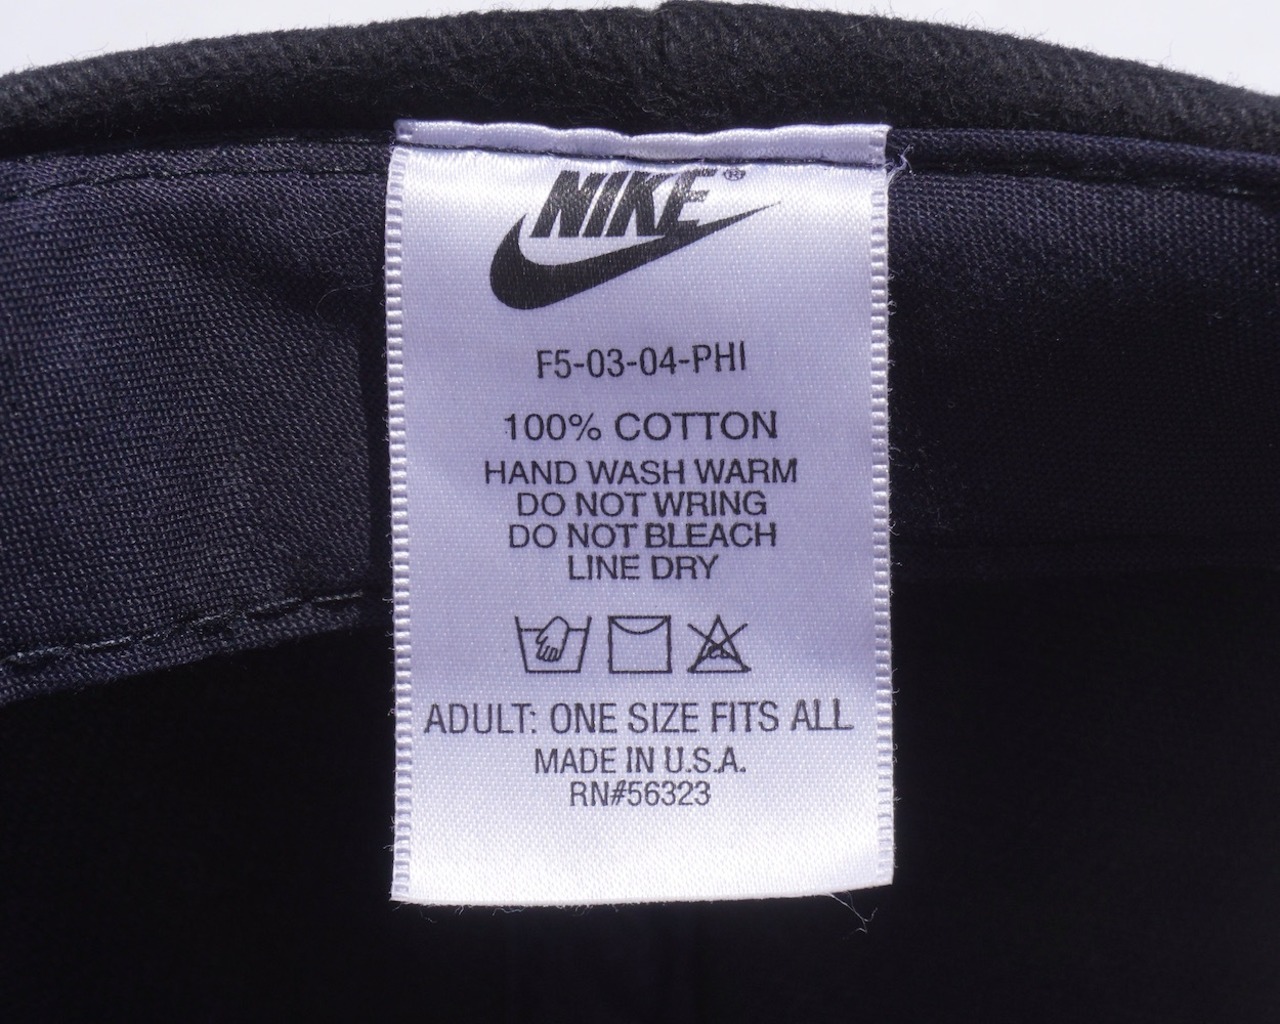 NIKE®
F5-03-04-PHI
100% COTTON
HAND WASH WARM
DO NOT WRING
DO NOT BLEACH
LINE DRY
ADULT: ONE SIZE FITS ALL
MADE IN U.S.A.
RN#56323